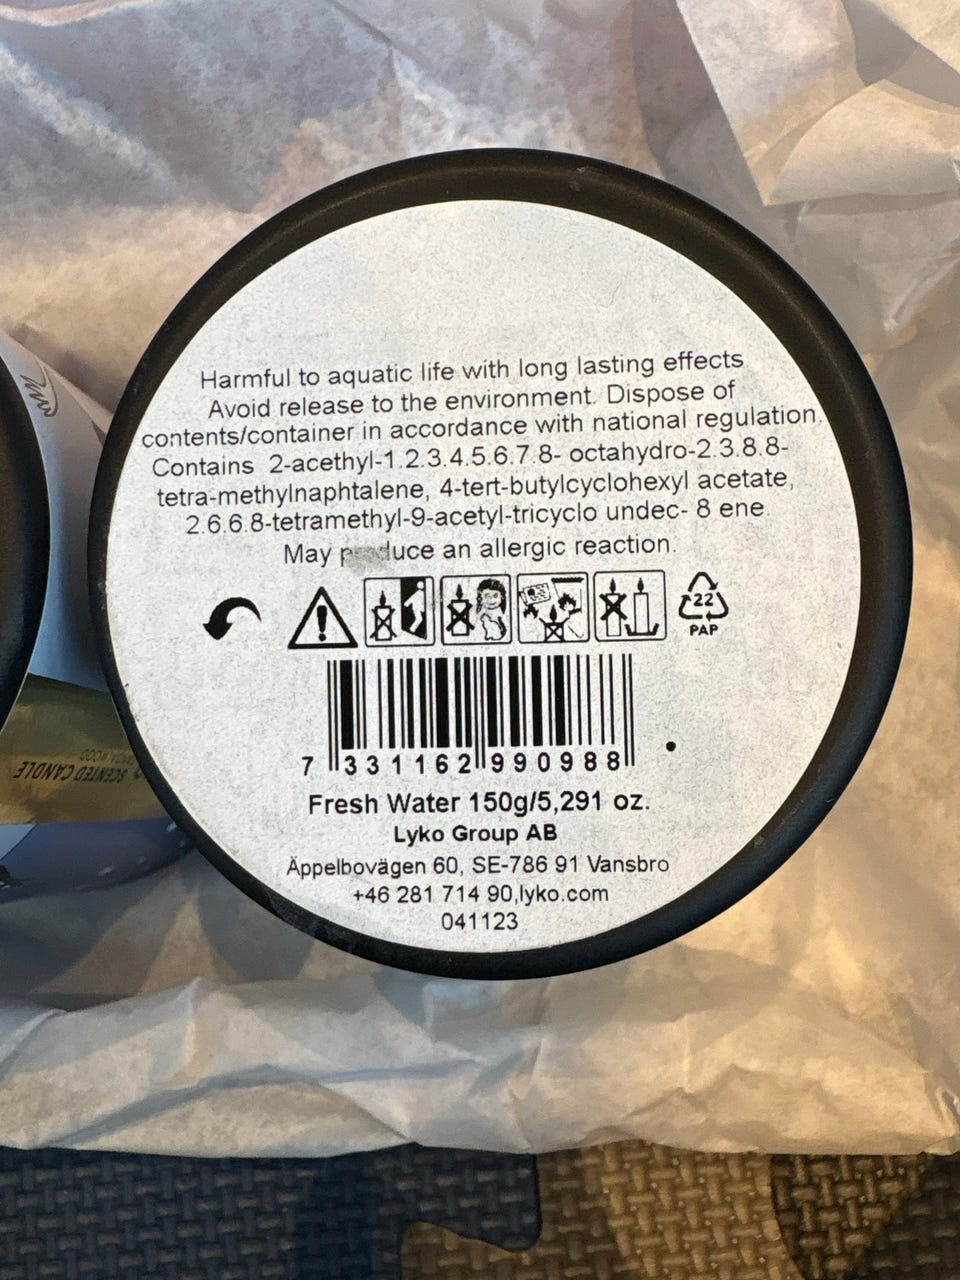 Harmful to aquatic life with long lasting effects
Avoid release to the environment. Dispose of
contents/container in accordance with national regulation.
Contains 2-acethyl-1.2.3.4.5.6.7.8- octahydro-2.3.8.8-
tetra-methylnaphtalene, 4-tert-butylcyclohexyl acetate,
2.6.6.8-tetramethyl-9-acetyl-tricyclo undec- 8 ene
May produce an allergic reaction.
22
PAP
7 331162 990988
Fresh Water 150g/5,291 oz.
Lyko Group AB
Äppelbovägen 60, SE-786 91 Vansbro
+46 281 714 90,lyko.com
041123
SCENTED CANDLE